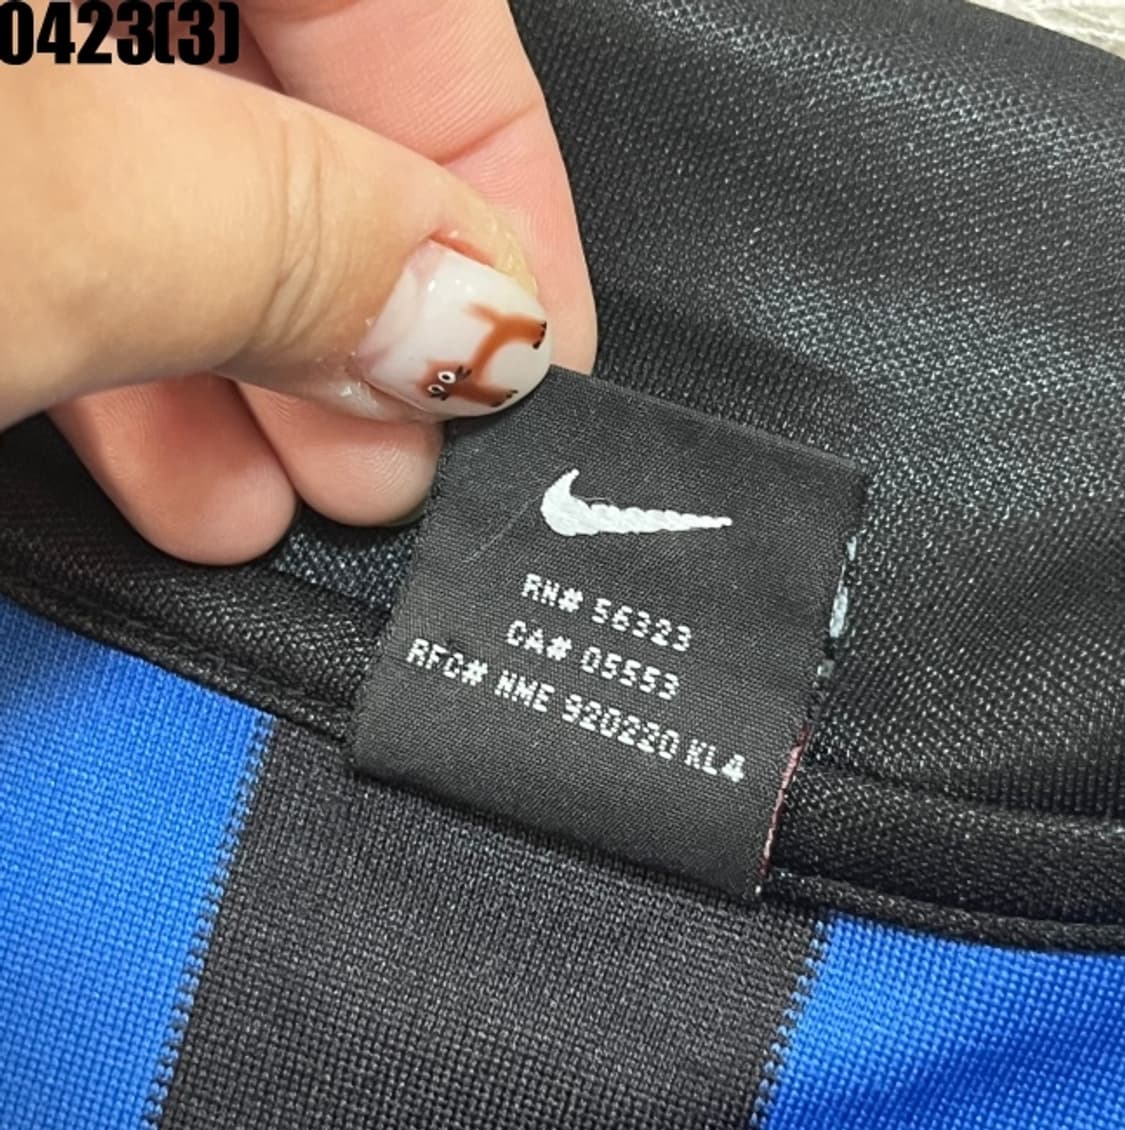 0423(3)
RN# 56323
CA# 05553
RFC# NME 920220 KL4